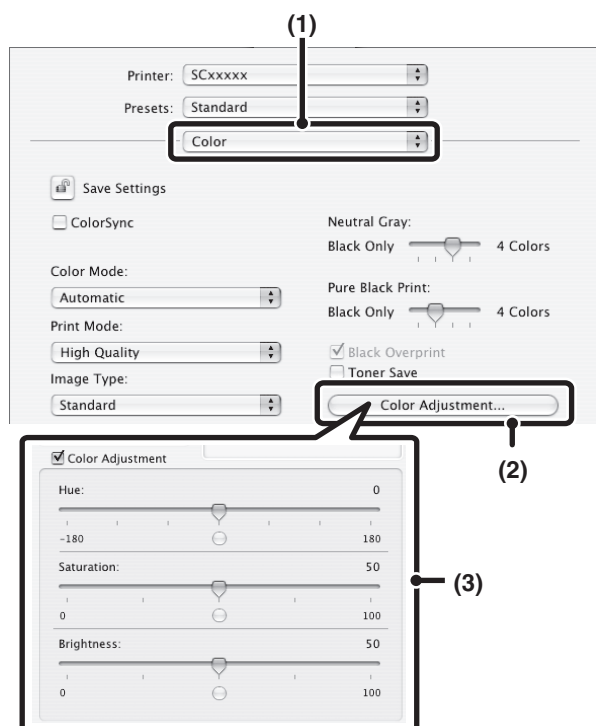 (1)
Printer: SCxxxxx
Presets: Standard
Color
Save Settings
ColorSync
Neutral Gray:
Black Only 4 Colors
Color Mode:
Automatic
Pure Black Print:
Black Only 4 Colors
Print Mode:
High Quality
Black Overprint
Toner Save
Image Type:
Standard
Color Adjustment...
(2)
Color Adjustment
Hue: 0
-180 180
Saturation: 50
0 100
(3)
Brightness: 50
0 100